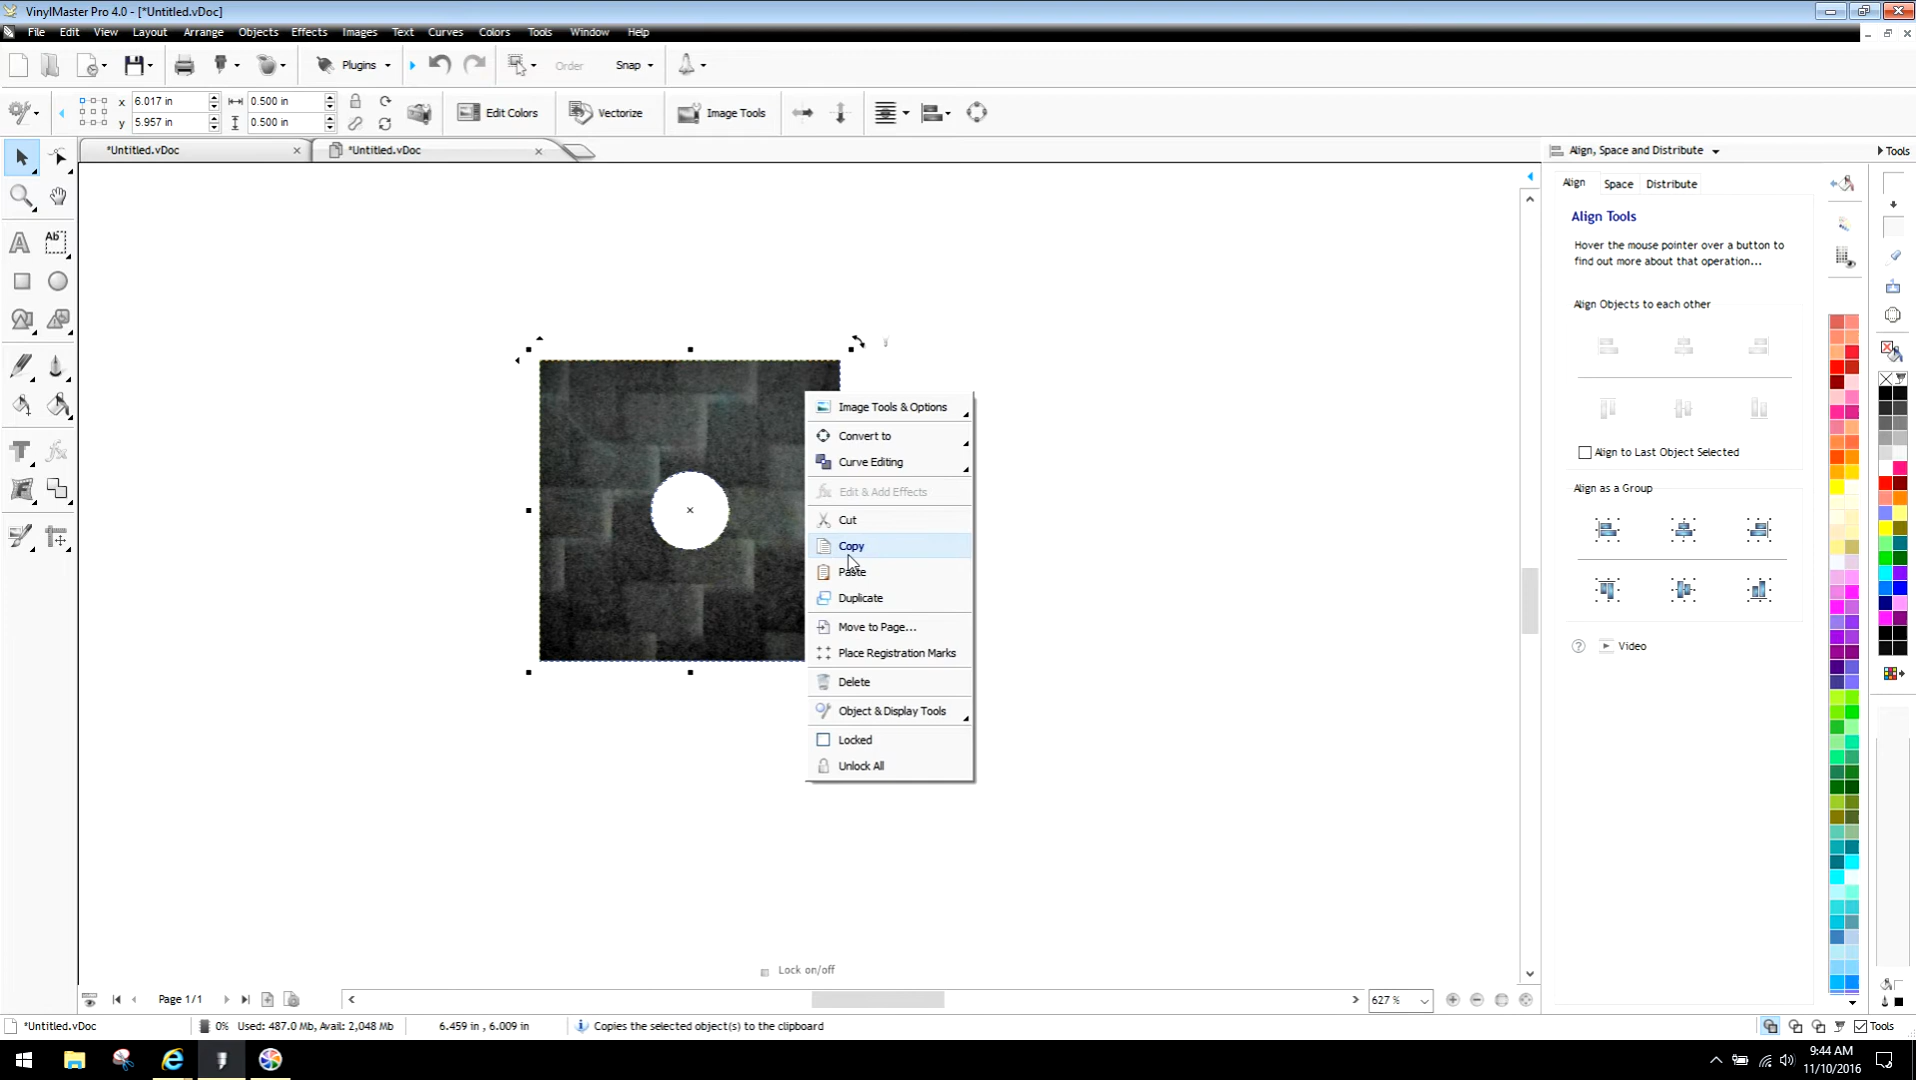 VinylMaster Pro 4.0 - [*Untitled.vDoc]
File Edit View Layout Arrange Objects Effects Images Text Curves Colors Tools Window Help
Plugins Order Snap
x 6.017 in 0.500 in
y 5.957 in 0.500 in
Edit Colors Vectorize Image Tools
*Untitled.vDoc *Untitled.vDoc
Align, Space and Distribute Tools
Align Space Distribute
Align Tools
Hover the mouse pointer over a button to
find out more about that operation...
Align Objects to each other
Align to Last Object Selected
Align as a Group
Video
Image Tools & Options
Convert to
Curve Editing
Edit & Add Effects
Cut
Copy
Paste
Duplicate
Move to Page...
Place Registration Marks
Delete
Object & Display Tools
Locked
Unlock All
Lock on/off
Page 1/1 627 %
*Untitled.vDoc 0% Used: 487.0 Mb, Avail: 2,048 Mb 6.459 in , 6.009 in Copies the selected object(s) to the clipboard Tools
9:44 AM
11/10/2016